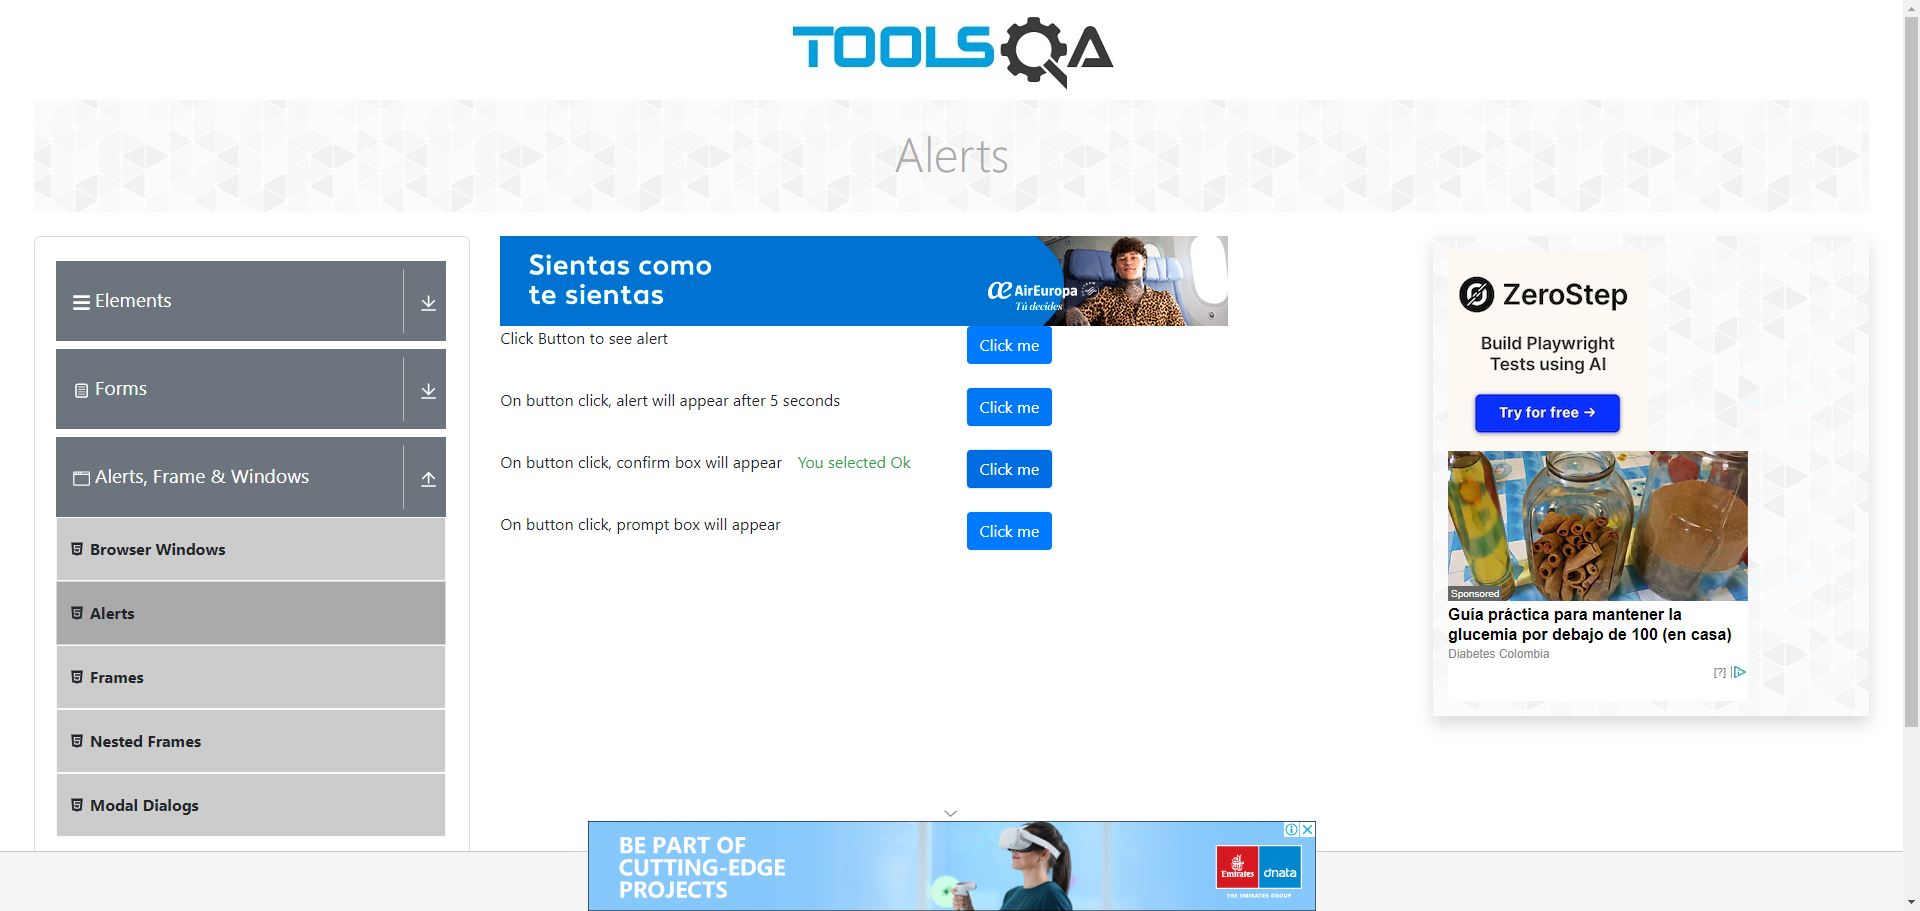 TOOLSQA
Alerts
Elements
Forms
Alerts, Frame & Windows
Browser Windows
Alerts
Frames
Nested Frames
Modal Dialogs
Sientas como
te sientas
AirEuropa
Tú decides
Click Button to see alert
Click me
On button click, alert will appear after 5 seconds
Click me
On button click, confirm box will appear You selected Ok
Click me
On button click, prompt box will appear
Click me
ZeroStep
Build Playwright
Tests using AI
Try for free →
Sponsored
Guía práctica para mantener la
glucemia por debajo de 100 (en casa)
Diabetes Colombia
[?]
BE PART OF
CUTTING-EDGE
PROJECTS
Emirates
dnata
THE EMIRATES GROUP